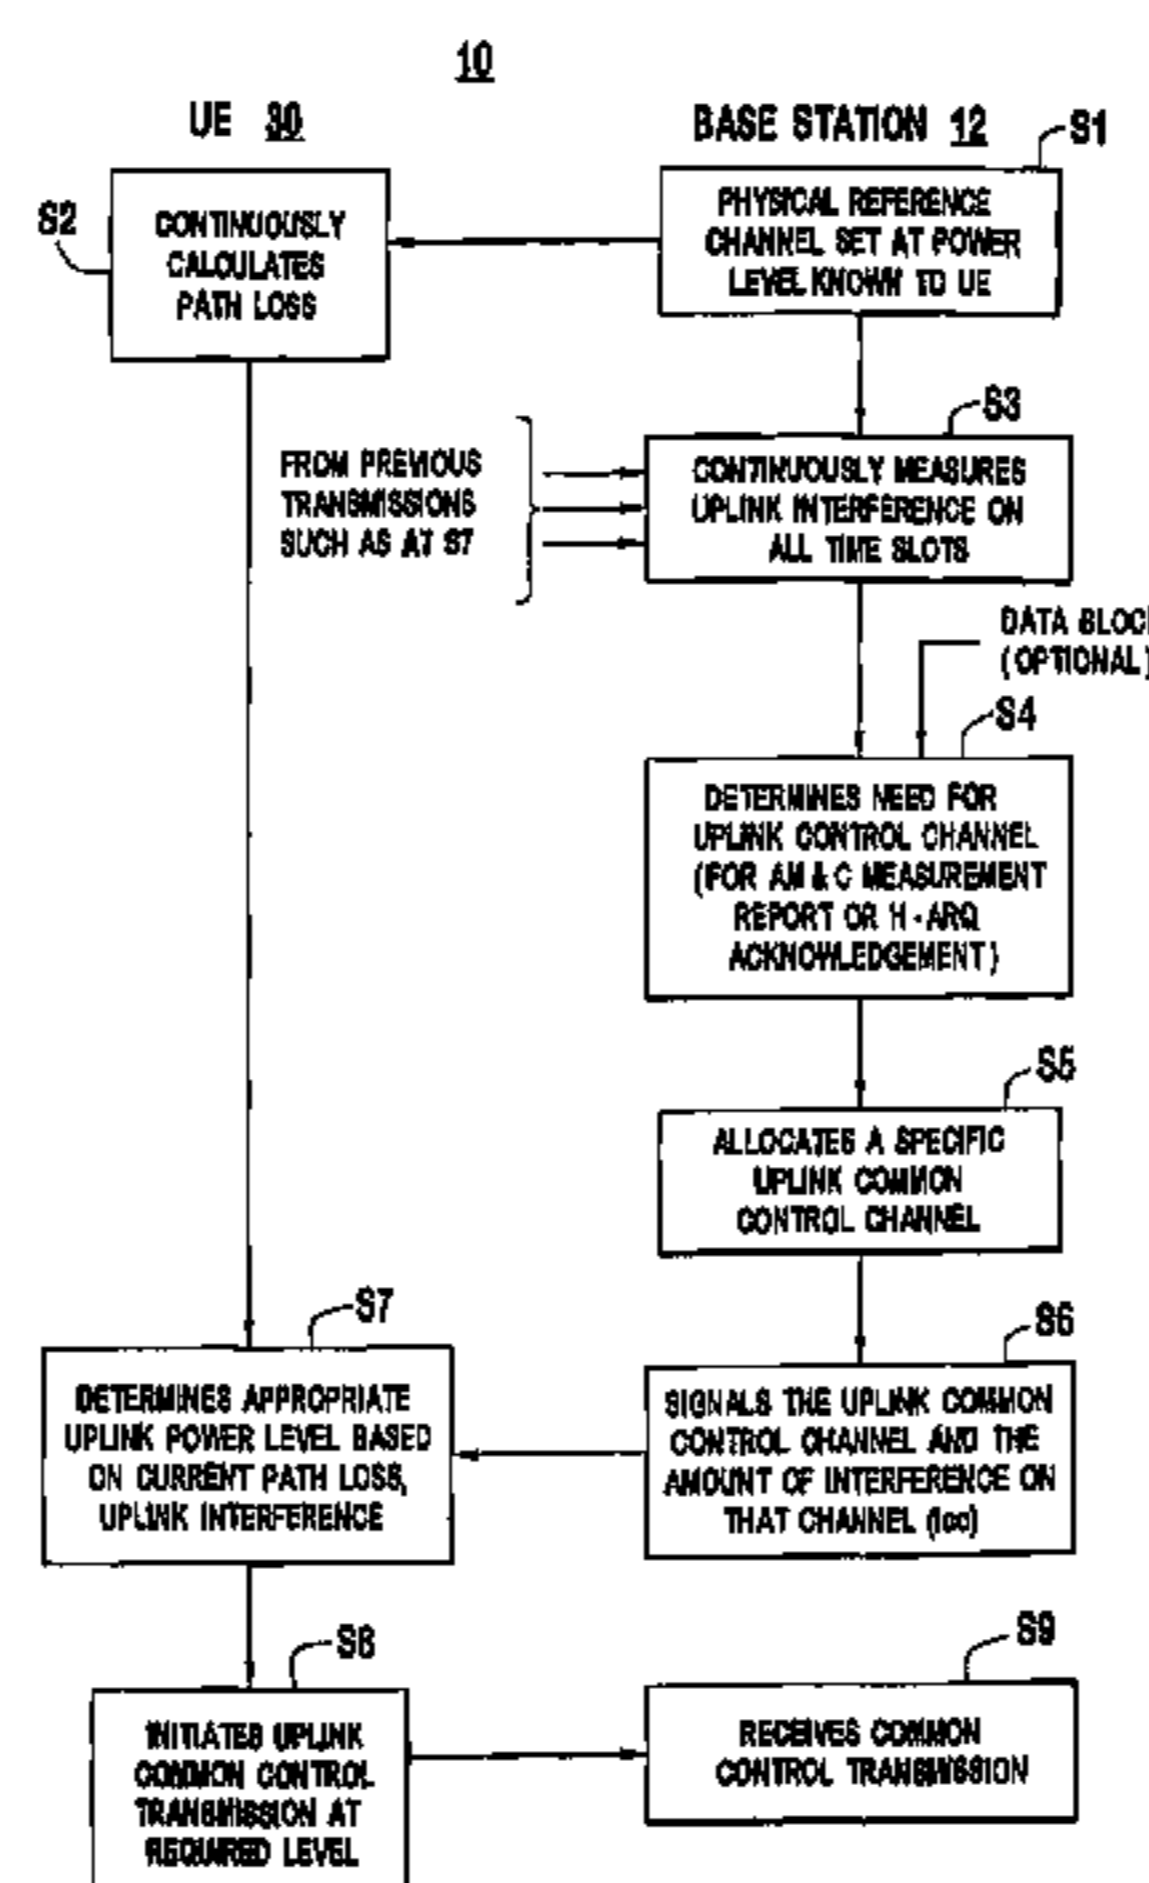 10
UE 30
BASE STATION 12
S1
PHYSICAL REFERENCE
CHANNEL SET AT POWER
LEVEL KNOWN TO UE
S2
CONTINUOUSLY
CALCULATES
PATH LOSS
S3
FROM PREVIOUS
TRANSMISSIONS
SUCH AS AT S7
CONTINUOUSLY MEASURES
UPLINK INTERFERENCE ON
ALL TIME SLOTS
DATA BLOC
(OPTIONAL)
S4
DETERMINES NEED FOR
UPLINK CONTROL CHANNEL
(FOR AM & C MEASUREMENT
REPORT OR H-ARQ
ACKNOWLEDGEMENT)
S5
ALLOCATES A SPECIFIC
UPLINK COMMON
CONTROL CHANNEL
S7
DETERMINES APPROPRIATE
UPLINK POWER LEVEL BASED
ON CURRENT PATH LOSS,
UPLINK INTERFERENCE
S6
SIGNALS THE UPLINK COMMON
CONTROL CHANNEL AND THE
AMOUNT OF INTERFERENCE ON
THAT CHANNEL (Icc)
S8
INITIATES UPLINK
COMMON CONTROL
TRANSMISSION AT
REQUIRED LEVEL
S9
RECEIVES COMMON
CONTROL TRANSMISSION